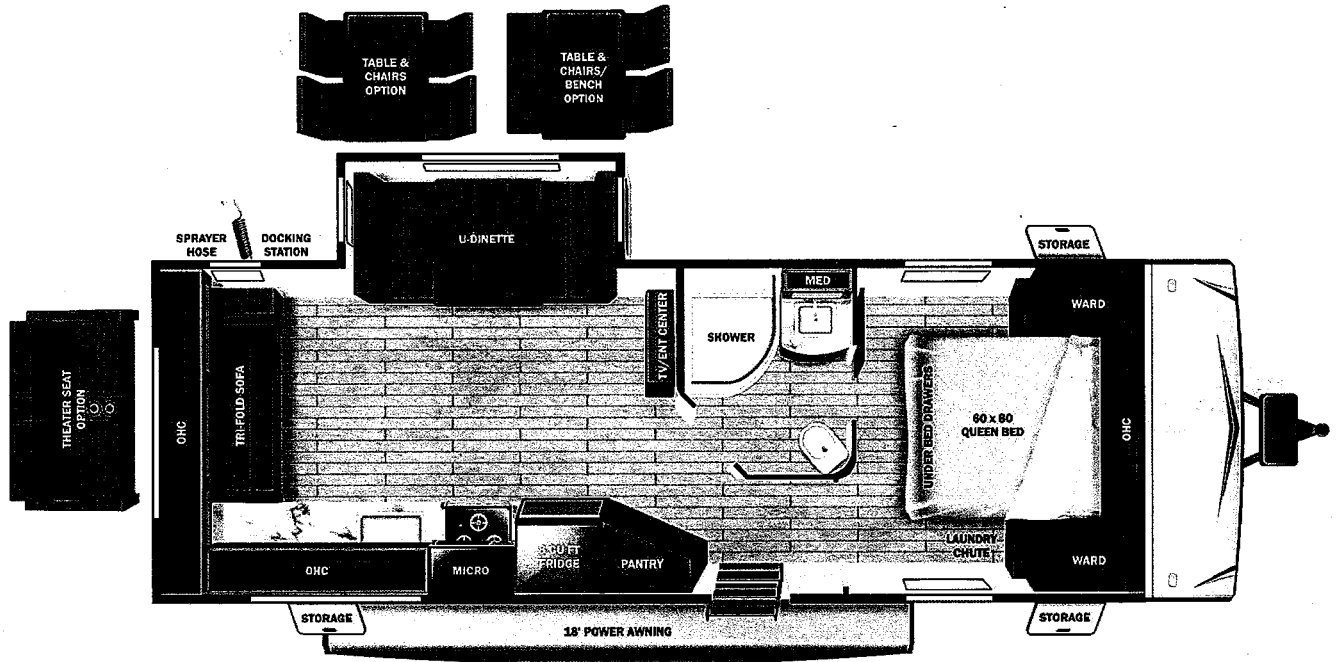 TABLE &
CHAIRS
OPTION
TABLE &
CHAIRS/
BENCH
OPTION
U-DINETTE
SPRAYER
HOSE
DOCKING
STATION
STORAGE
MED
WARD
SHOWER
TV/ENT CENTER
THEATER SEAT
OPTION
OHC
TRI-FOLD SOFA
UNDER BED DRAWERS
60 x 80
QUEEN BED
OHC
OHC
MICRO
FRIDGE
PANTRY
LAUNDRY
CHUTE
WARD
STORAGE
STORAGE
18' POWER AWNING